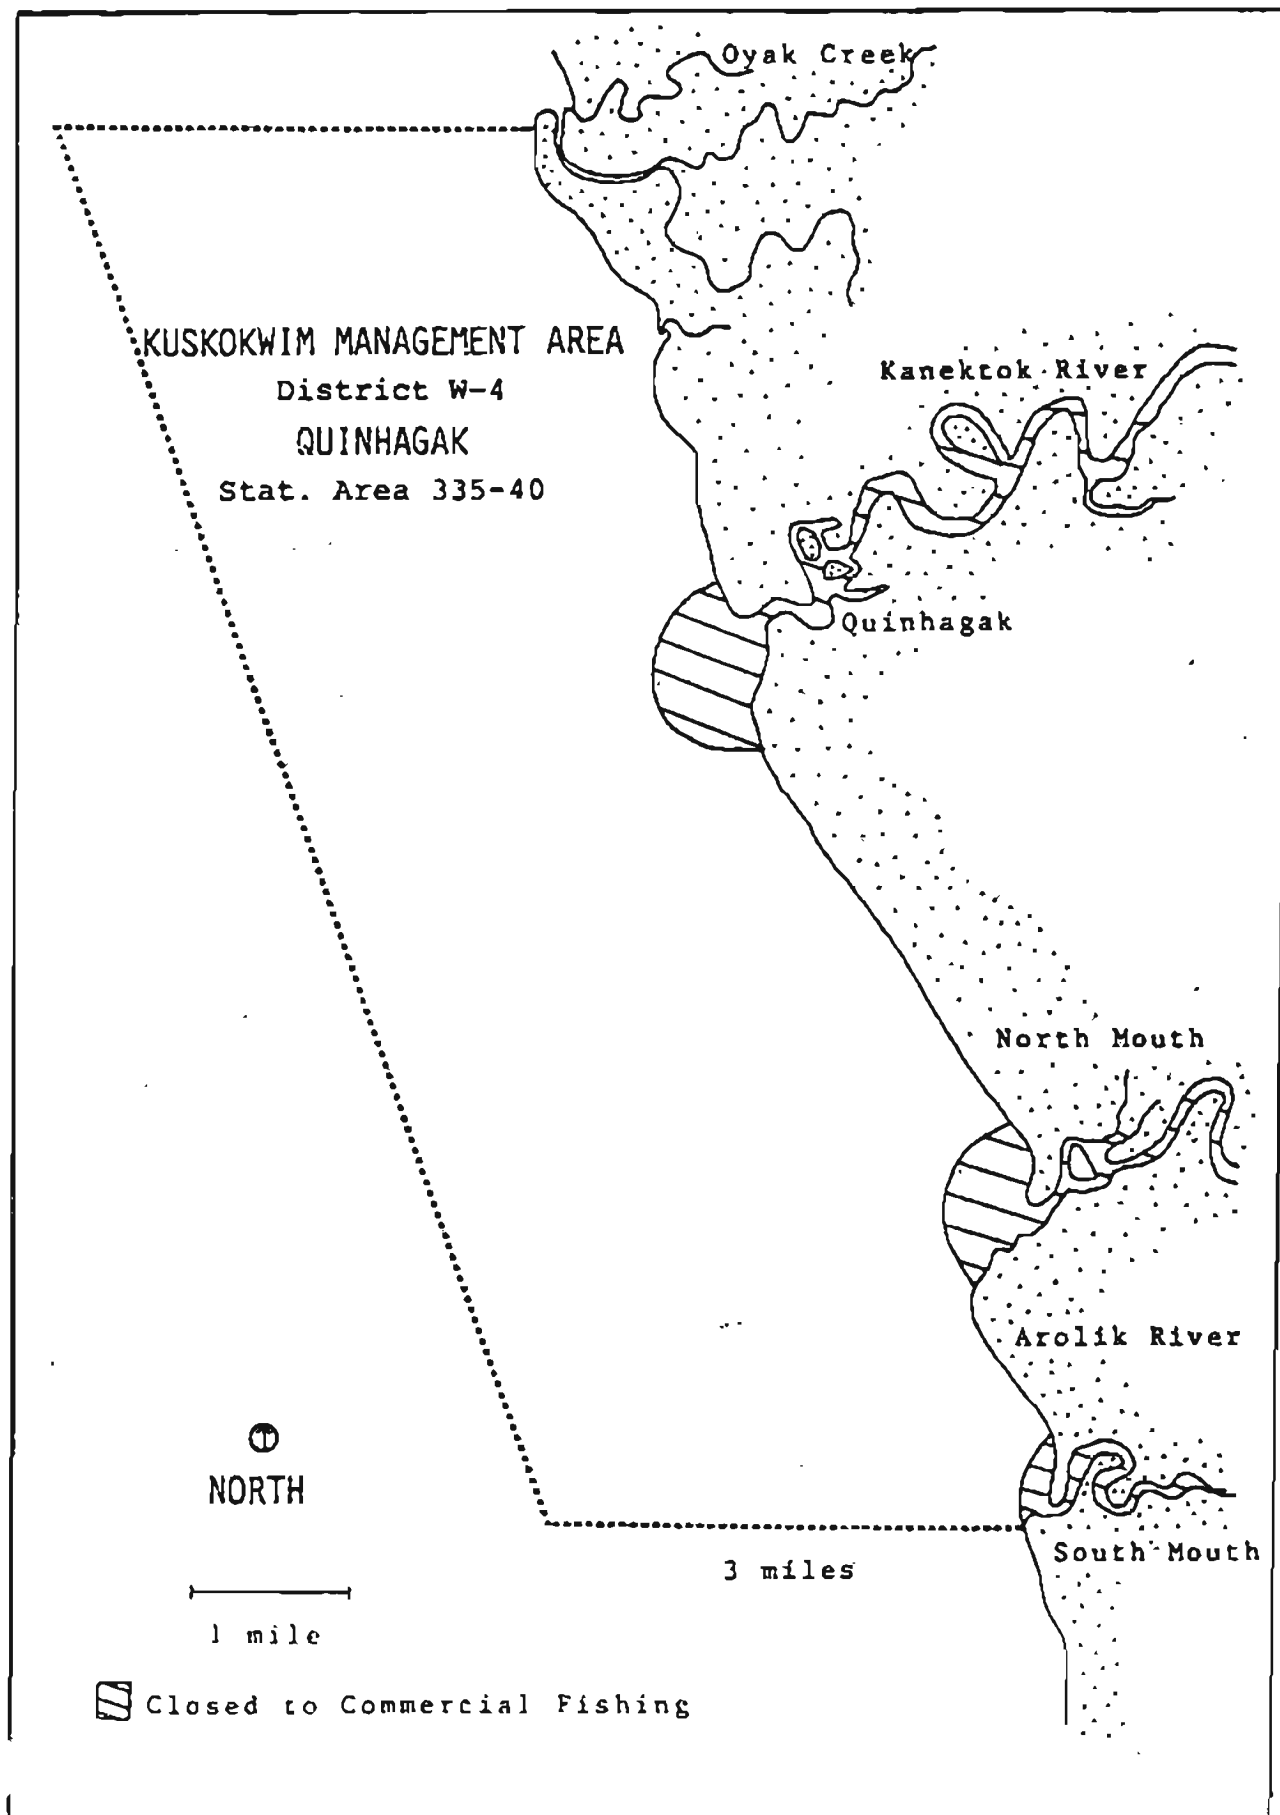 Oyak Creek
KUSKOKWIM MANAGEMENT AREA
District W-4
QUINHAGAK
Stat. Area 335-40
Kanektok River
Quinhagak
North Mouth
Arolik River
NORTH
South Mouth
3 miles
1 mile
Closed to Commercial Fishing